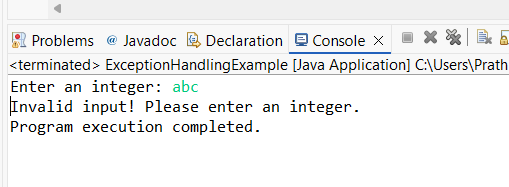 Problems @ Javadoc Declaration Console
<terminated> ExceptionHandlingExample [Java Application] C:\Users\Prath
Enter an integer: abc
Invalid input! Please enter an integer.
Program execution completed.